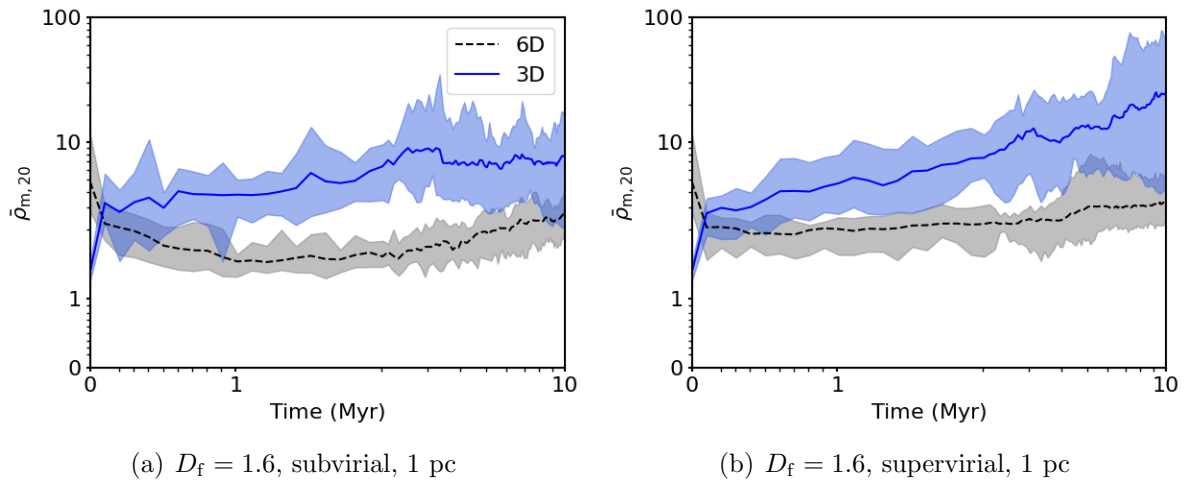 100
10
1
0
ρ̄m,20
6D
3D
0 1 10
Time (Myr)
(a) Df = 1.6, subvirial, 1 pc
100
10
1
0
ρ̄m,20
0 1 10
Time (Myr)
(b) Df = 1.6, supervirial, 1 pc